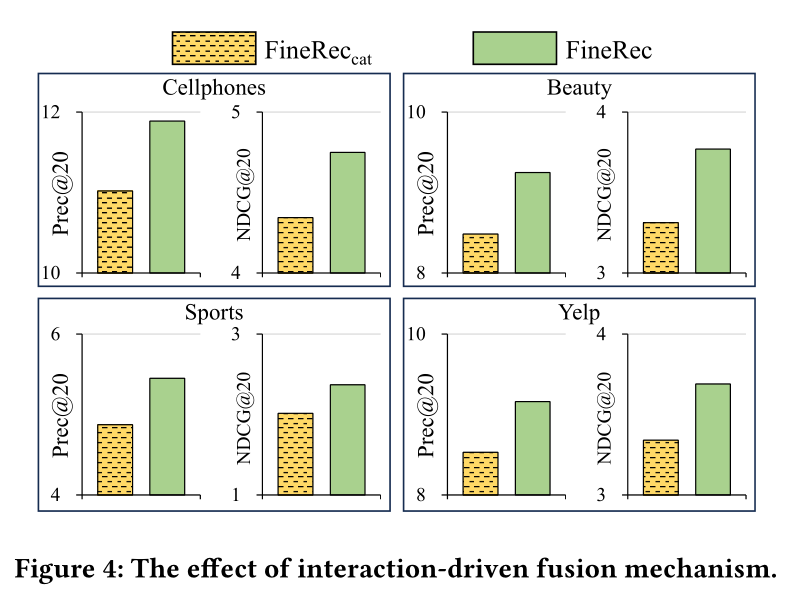 FineReccat
FineRec
Cellphones
12
Prec@20
10
5
NDCG@20
4
Beauty
10
Prec@20
8
4
NDCG@20
3
Sports
6
Prec@20
4
3
NDCG@20
1
Yelp
10
Prec@20
8
4
NDCG@20
3
Figure 4: The effect of interaction-driven fusion mechanism.